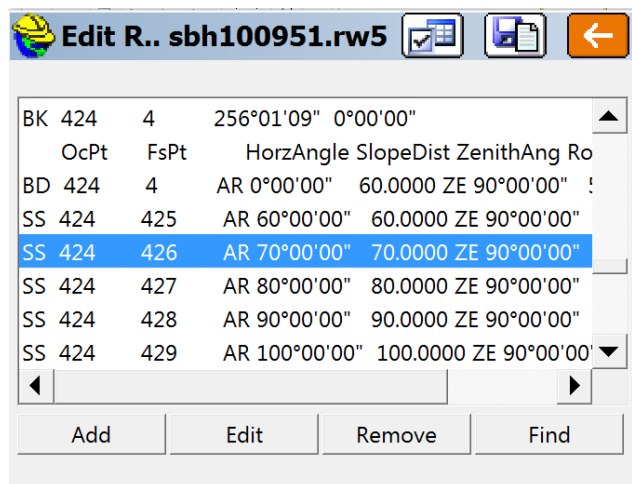 Edit R.. sbh100951.rw5
BK 424 4 256°01'09" 0°00'00"
OcPt FsPt HorzAngle SlopeDist ZenithAng Ro
BD 424 4 AR 0°00'00" 60.0000 ZE 90°00'00"
SS 424 425 AR 60°00'00" 60.0000 ZE 90°00'00"
SS 424 426 AR 70°00'00" 70.0000 ZE 90°00'00"
SS 424 427 AR 80°00'00" 80.0000 ZE 90°00'00"
SS 424 428 AR 90°00'00" 90.0000 ZE 90°00'00"
SS 424 429 AR 100°00'00" 100.0000 ZE 90°00'00'
Add Edit Remove Find